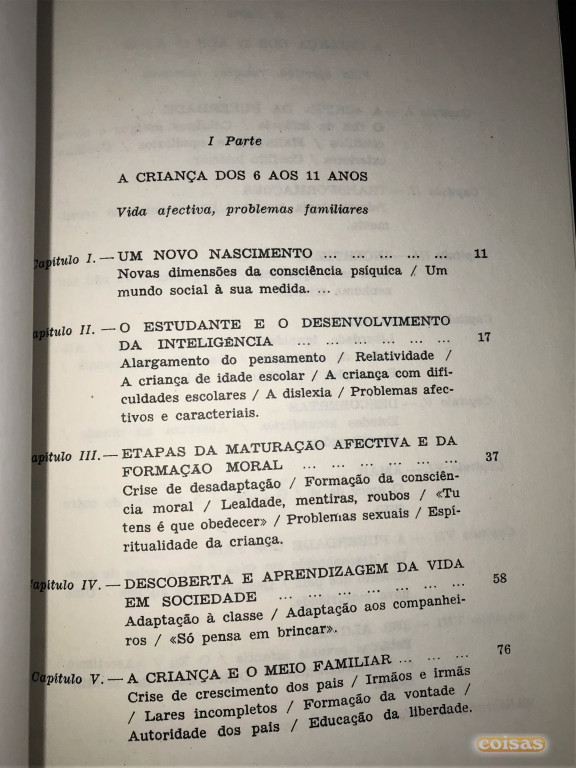 I Parte
A CRIANÇA DOS 6 AOS 11 ANOS
Vida afectiva, problemas familiares
Capítulo I. — UM NOVO NASCIMENTO ... ... ... ... ... 11
Novas dimensões da consciência psíquica / Um
mundo social à sua medida. ...
apítulo II. — O ESTUDANTE E O DESENVOLVIMENTO
DA INTELIGÊNCIA ... ... ... ... ... ... 17
Alargamento do pensamento / Relatividade /
A criança de idade escolar / A criança com difi-
culdades escolares / A dislexia / Problemas afec-
tivos e caracteriais.
apítulo III. — ETAPAS DA MATURAÇÃO AFECTIVA E DA
FORMAÇÃO MORAL ... ... ... ... ... ... 37
Crise de desadaptação / Formação da consciên-
cia moral / Lealdade, mentiras, roubos / «Tu
tens é que obedecer» / Problemas sexuais / Espi-
ritualidade da criança.
apítulo IV. — DESCOBERTA E APRENDIZAGEM DA VIDA
EM SOCIEDADE ... ... ... ... ... ... ... 58
Adaptação à classe / Adaptação aos companhei-
ros / «Só pensa em brincar».
Capítulo V. — A CRIANÇA E O MEIO FAMILIAR ... ... ... 76
Crise de crescimento dos pais / Irmãos e irmãs
/ Lares incompletos / Formação da vontade /
Autoridade dos pais / Educação da liberdade.
coisas